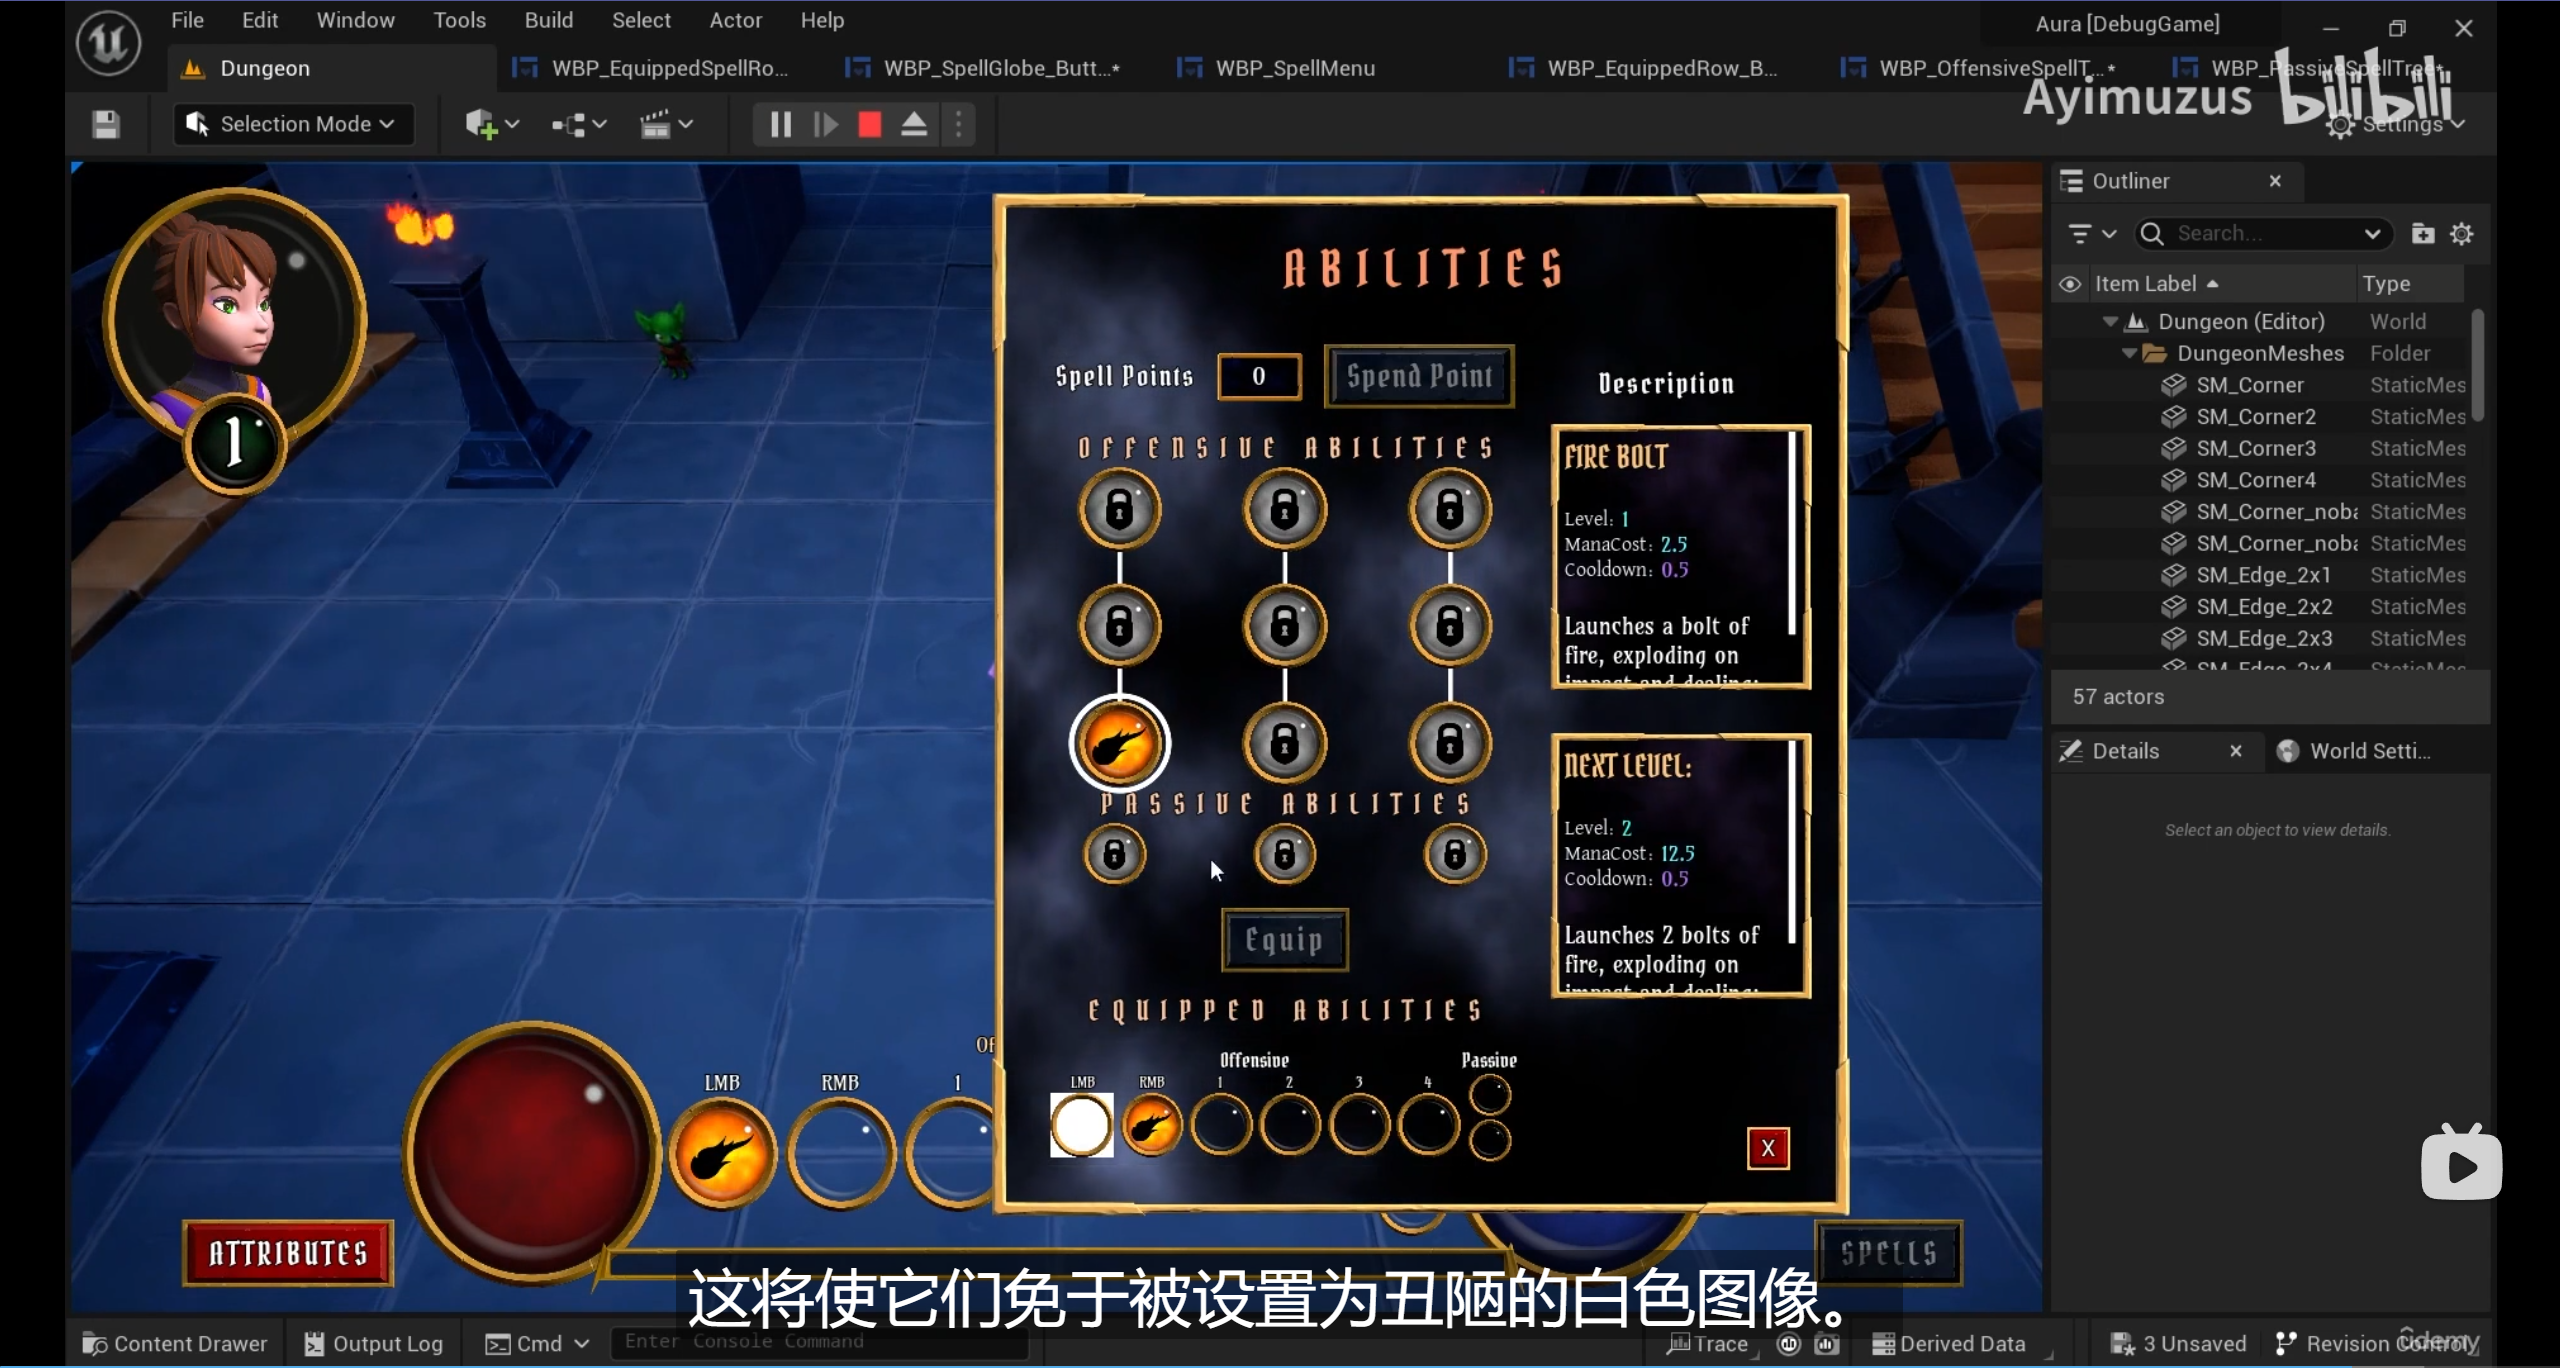 File Edit Window Tools Build Select Actor Help
Aura [DebugGame]
Dungeon
WBP_EquippedSpellRo...
WBP_SpellGlobe_Butt...*
WBP_SpellMenu
WBP_EquippedRow_B...
WBP_OffensiveSpellT...*
WBP_PassiveSpellTree*
Ayimuzus bilibili
Selection Mode
Settings
Outliner
Search...
Item Label
Type
Dungeon (Editor) World
DungeonMeshes Folder
SM_Corner StaticMes
SM_Corner2 StaticMes
SM_Corner3 StaticMes
SM_Corner4 StaticMes
SM_Corner_noba StaticMes
SM_Corner_noba StaticMes
SM_Edge_2x1 StaticMes
SM_Edge_2x2 StaticMes
SM_Edge_2x3 StaticMes
SM_Edge_2x4 StaticMes
57 actors
Details
World Setti...
Select an object to view details.
1
ABILITIES
Spell Points 0 Spend Point
Description
OFFENSIVE ABILITIES
FIRE BOLT
Level: 1
ManaCost: 2.5
Cooldown: 0.5
Launches a bolt of
fire, exploding on
impact and dealing:
NEXT LEVEL:
Level: 2
ManaCost: 12.5
Cooldown: 0.5
Launches 2 bolts of
fire, exploding on
impact and dealing:
PASSIVE ABILITIES
Equip
EQUIPPED ABILITIES
Offensive
Passive
LMB RMB 1 2 3 4
X
Of
LMB RMB 1
ATTRIBUTES
SPELLS
这将使它们免于被设置为丑陋的白色图像。
Content Drawer
Output Log
Cmd
Enter Console Command
Trace
Derived Data
3 Unsaved
Revision Control
ûdemy